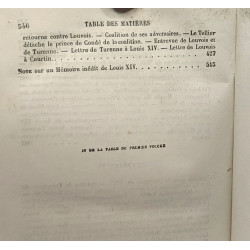 546 TABLE DES MATIÈRES
retourne contre Louvois. — Coalition de ses adversaires. — Le Tellier
détache le prince de Condé de la coalition. — Entrevue de Louvois et
de Turenne. — Lettre de Turenne à Louis XIV. — Lettre de Louvois
à Courtin. 427
NOTE sur un Mémoire inédit de Louis XIV. 515
DE LA TABLE DU PREMIER VOLUME